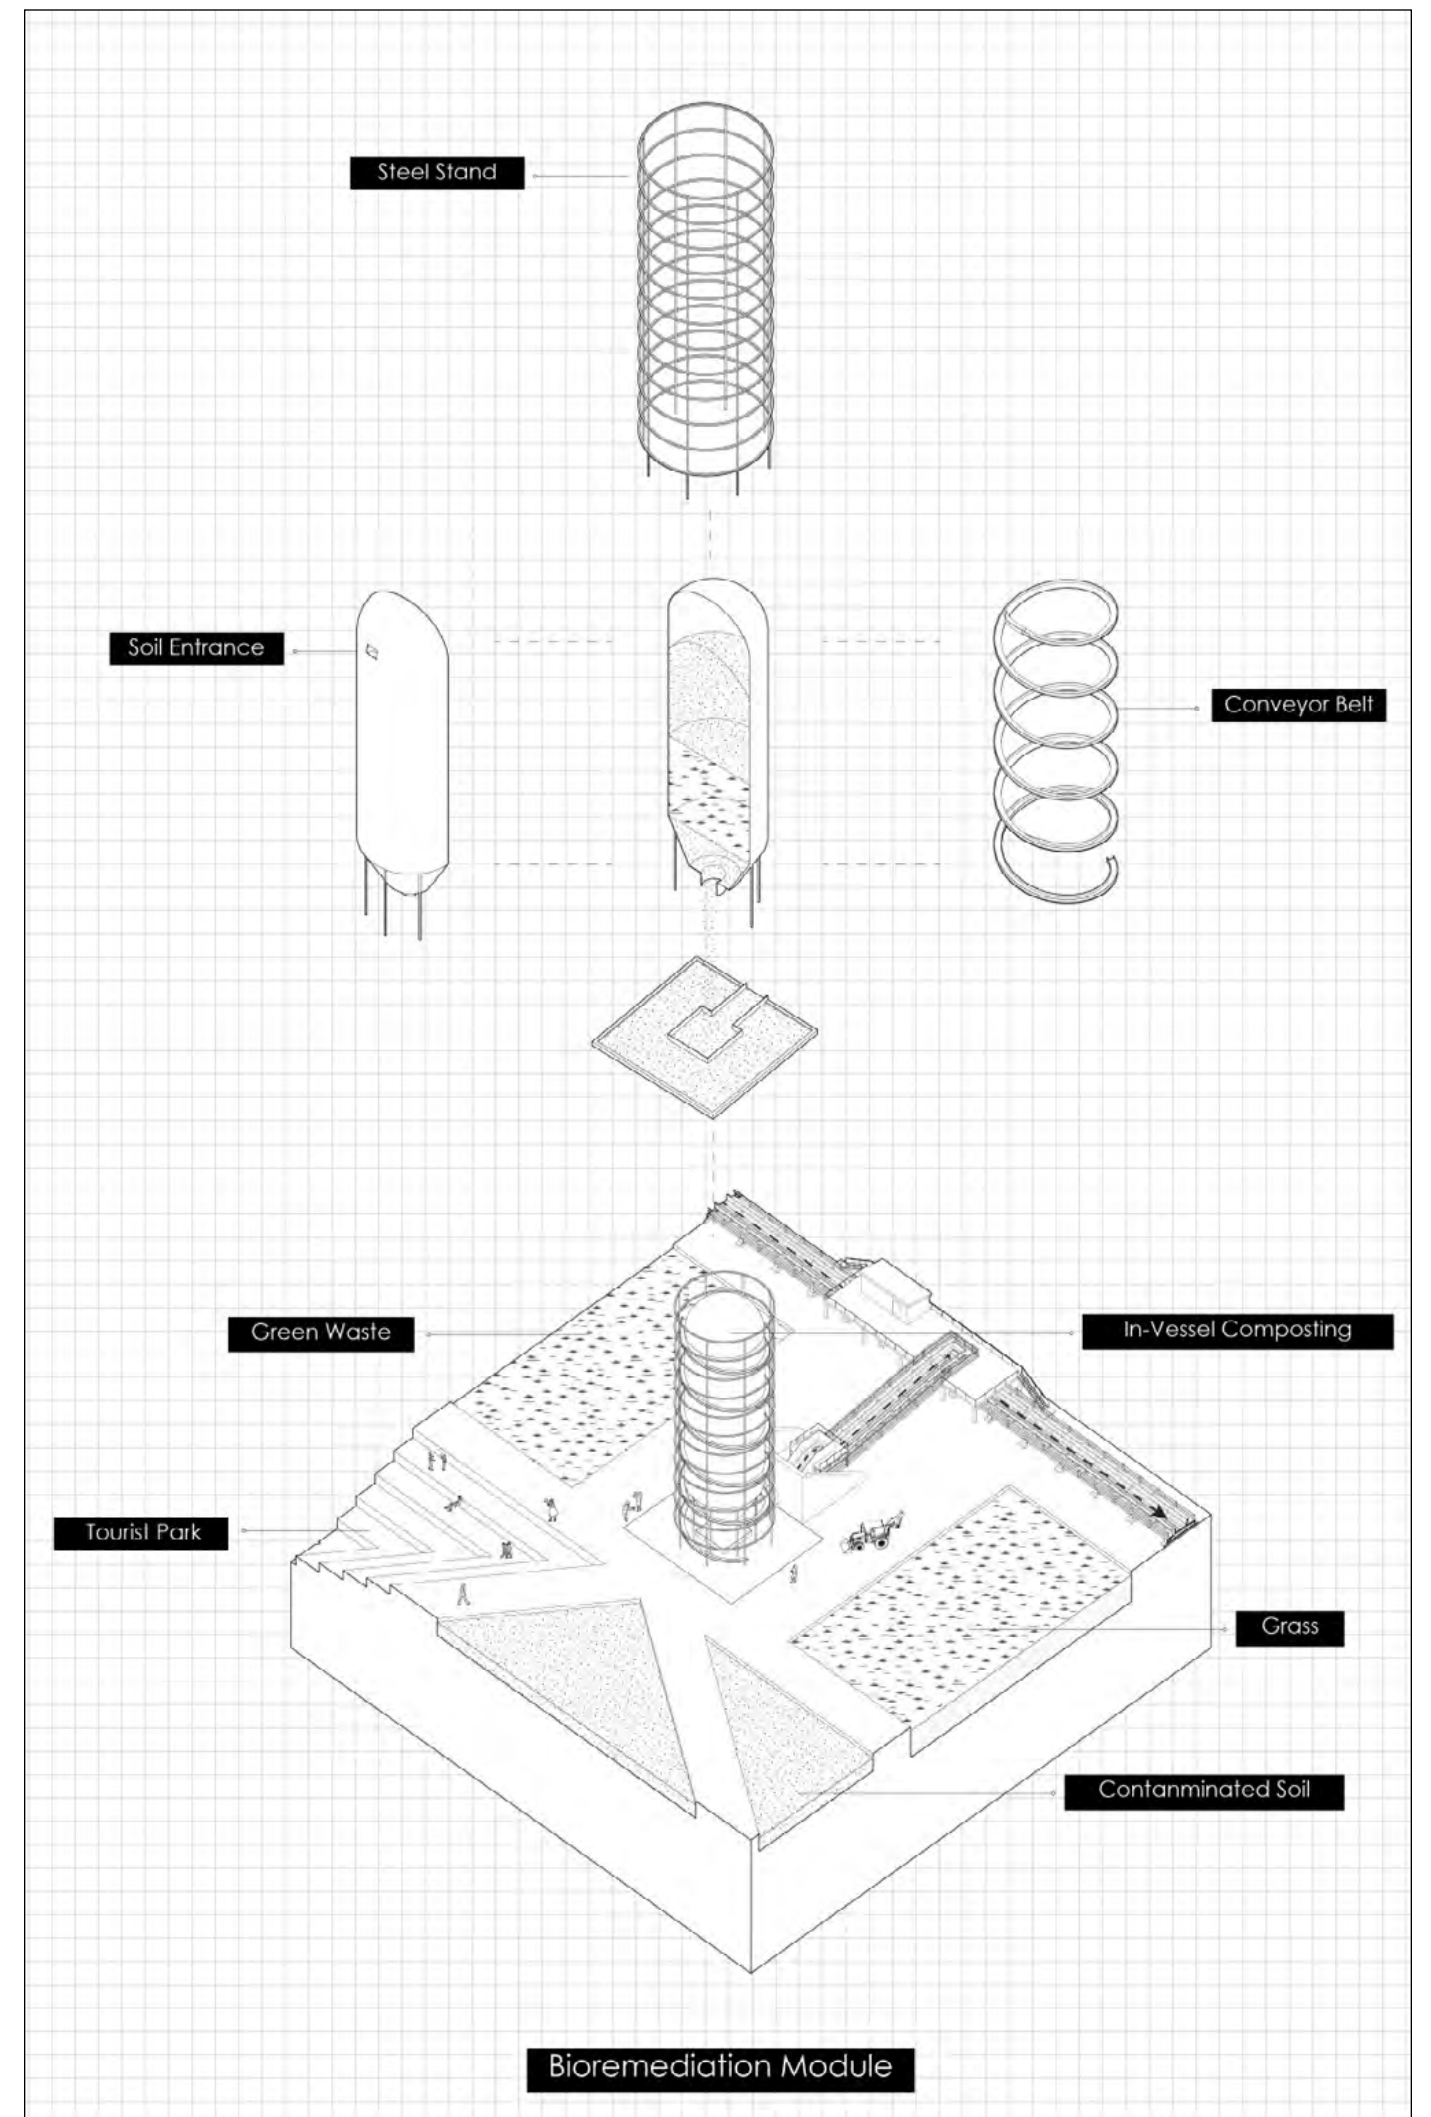 Steel Stand
Soil Entrance
Conveyor Belt
Green Waste
In-Vessel Composting
Tourist Park
Grass
Contanminated Soil
Bioremediation Module